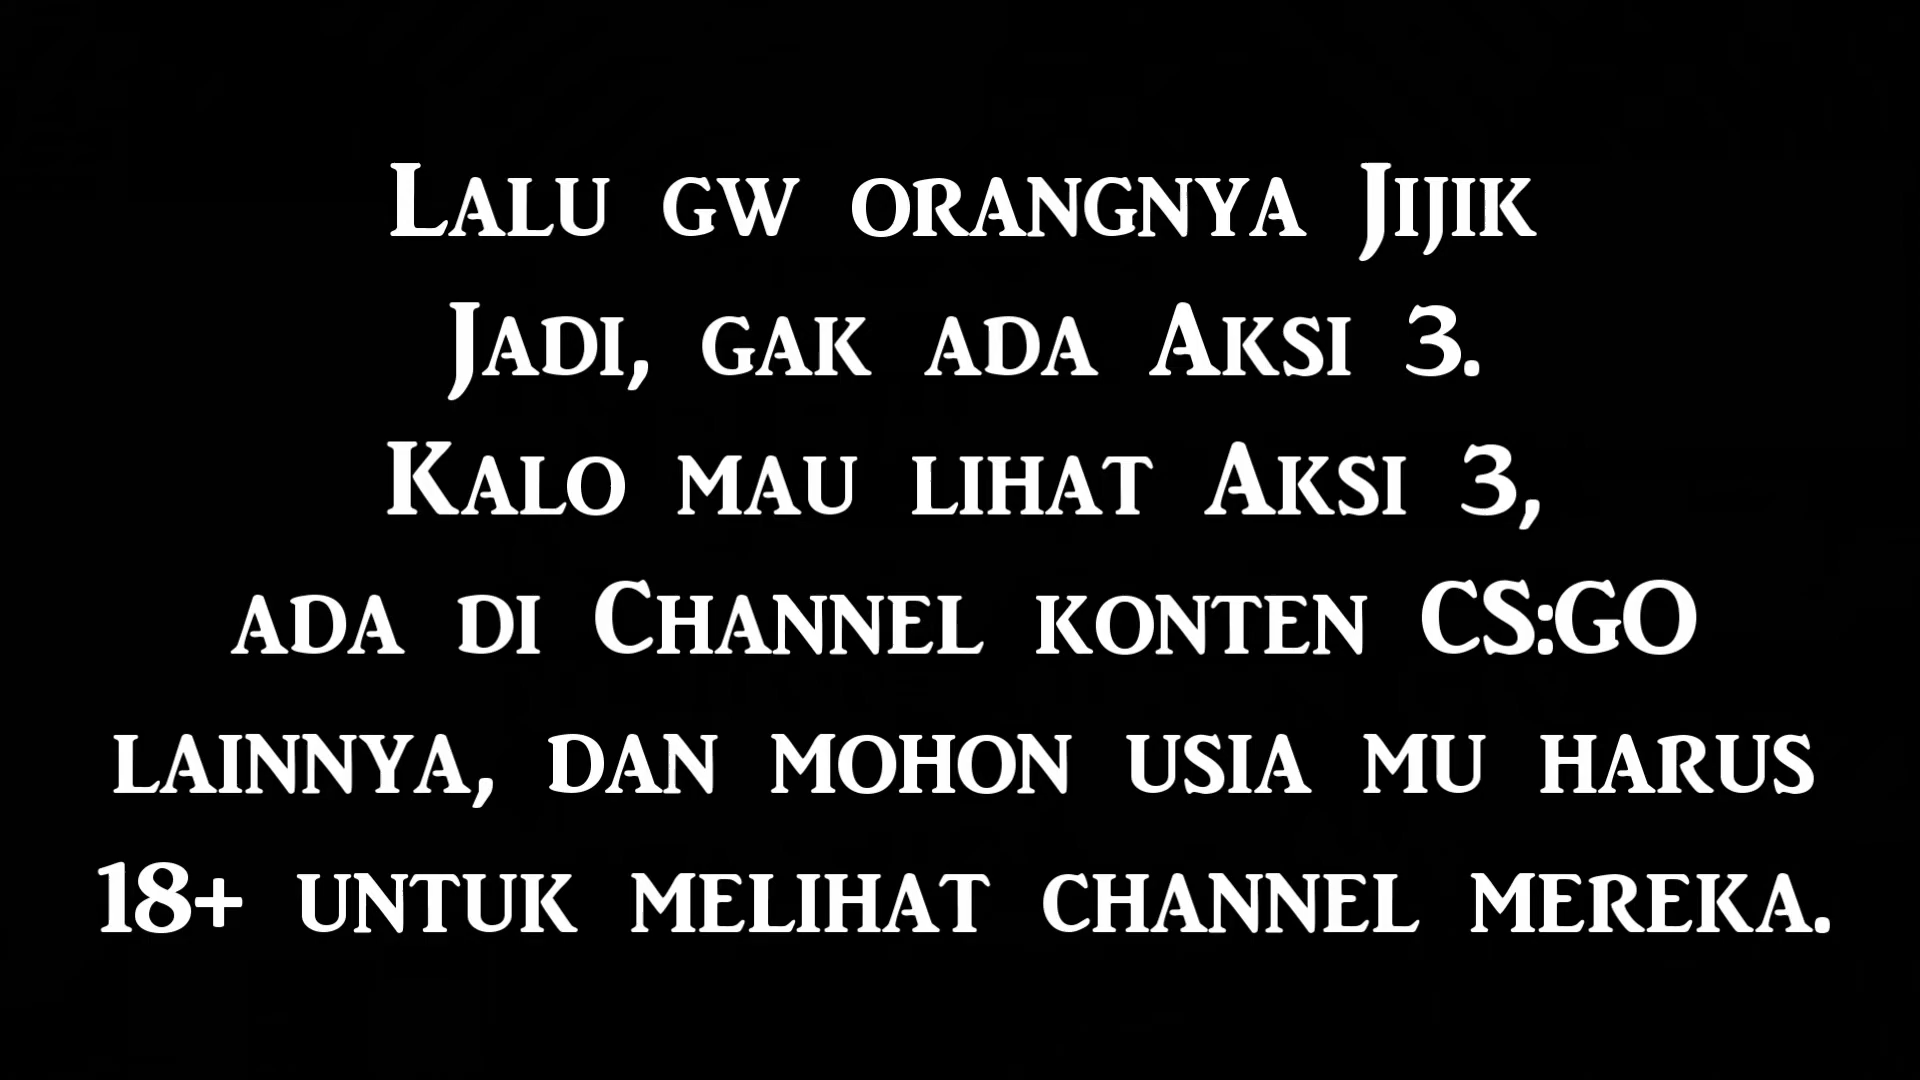 Lalu gw orangnya Jijik
Jadi, gak ada Aksi 3.
Kalo mau lihat Aksi 3,
ada di Channel konten CS:GO
lainnya, dan mohon usia mu harus
18+ untuk melihat channel mereka.